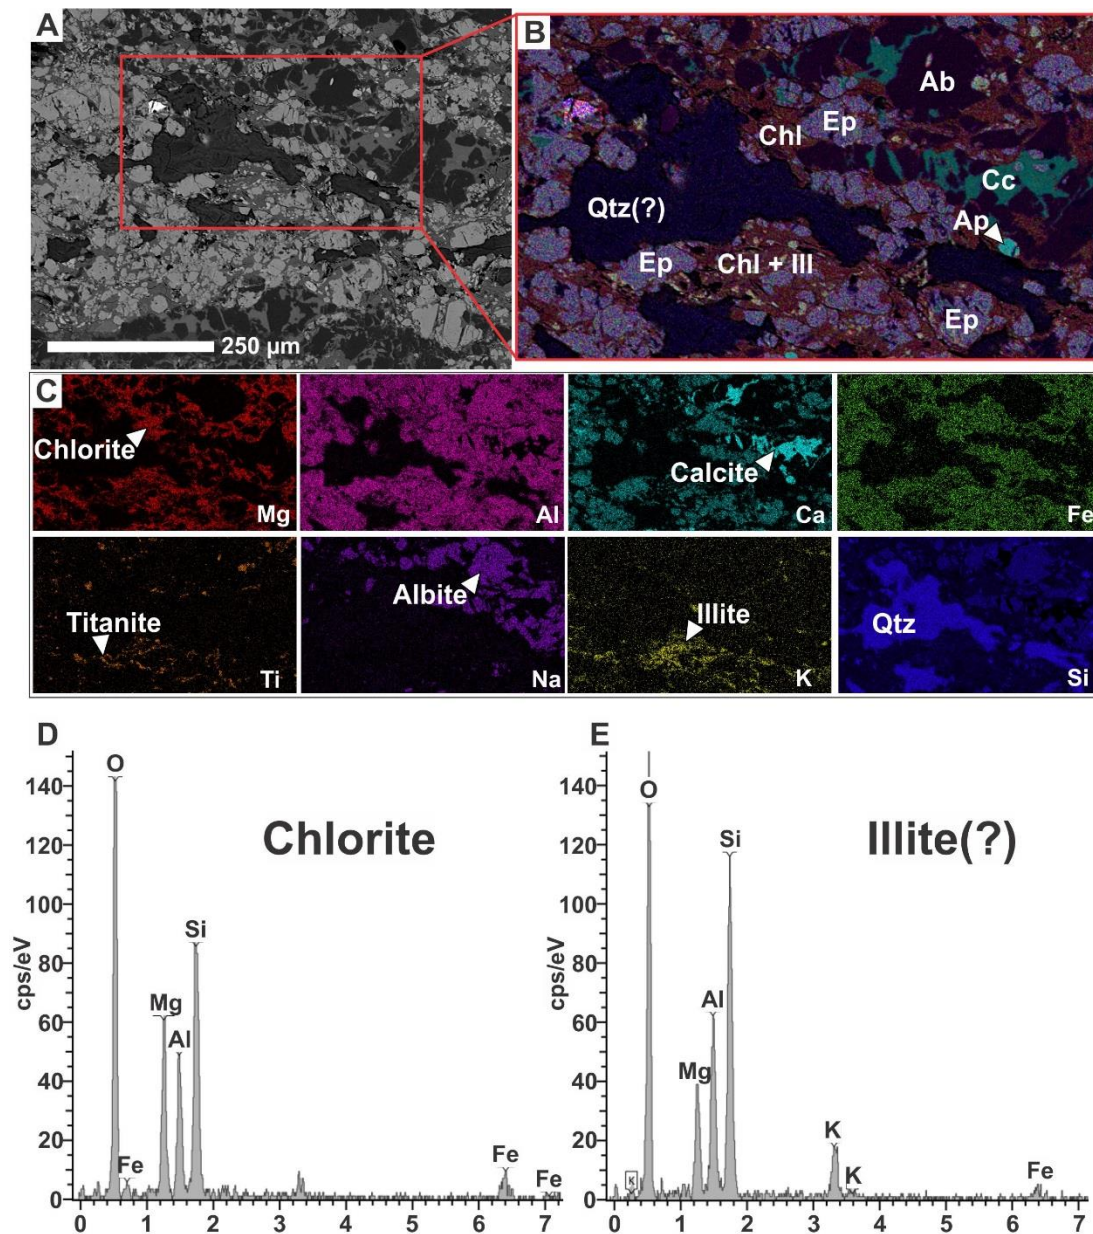 A
250 µm
B
Ab
Ep
Chl
Cc
Qtz(?)
Ap
Ep
Chl + Ill
Ep
C
Chlorite
Mg
Al
Calcite
Ca
Fe
Titanite
Ti
Albite
Na
Illite
K
Qtz
Si
D
Chlorite
cps/eV
140
120
100
80
60
40
20
0
O
Fe
Mg
Al
Si
Fe
Fe
0 1 2 3 4 5 6 7
E
Illite(?)
cps/eV
140
120
100
80
60
40
20
0
K
O
Mg
Al
Si
K
K
Fe
0 1 2 3 4 5 6 7